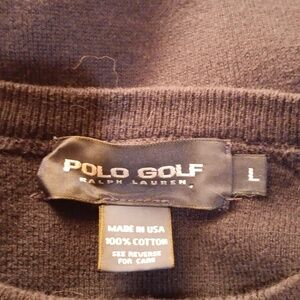 POLO GOLF
RALPH LAUREN
L
MADE IN USA
100% COTTON
SEE REVERSE
FOR CARE